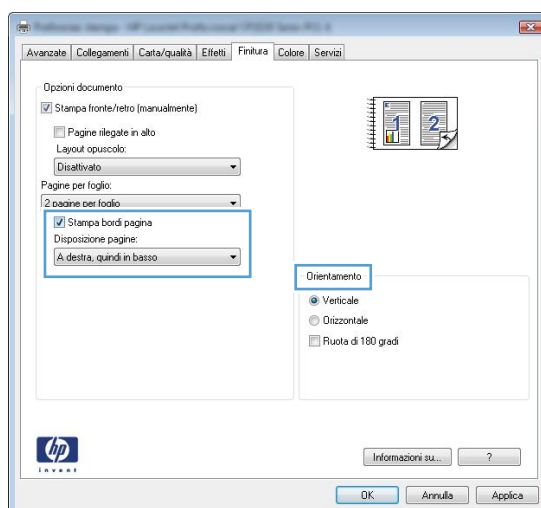 Avanzate Collegamenti Carta/qualità Effetti Finitura Colore Servizi
Opzioni documento
Stampa fronte/retro (manualmente)
Pagine rilegate in alto
Layout opuscolo:
Disattivato
Pagine per foglio:
2 pagine per foglio
Stampa bordi pagina
Disposizione pagine:
A destra, quindi in basso
1 2
Orientamento
Verticale
Orizzontale
Ruota di 180 gradi
hp
invent
Informazioni su... ?
OK Annulla Applica